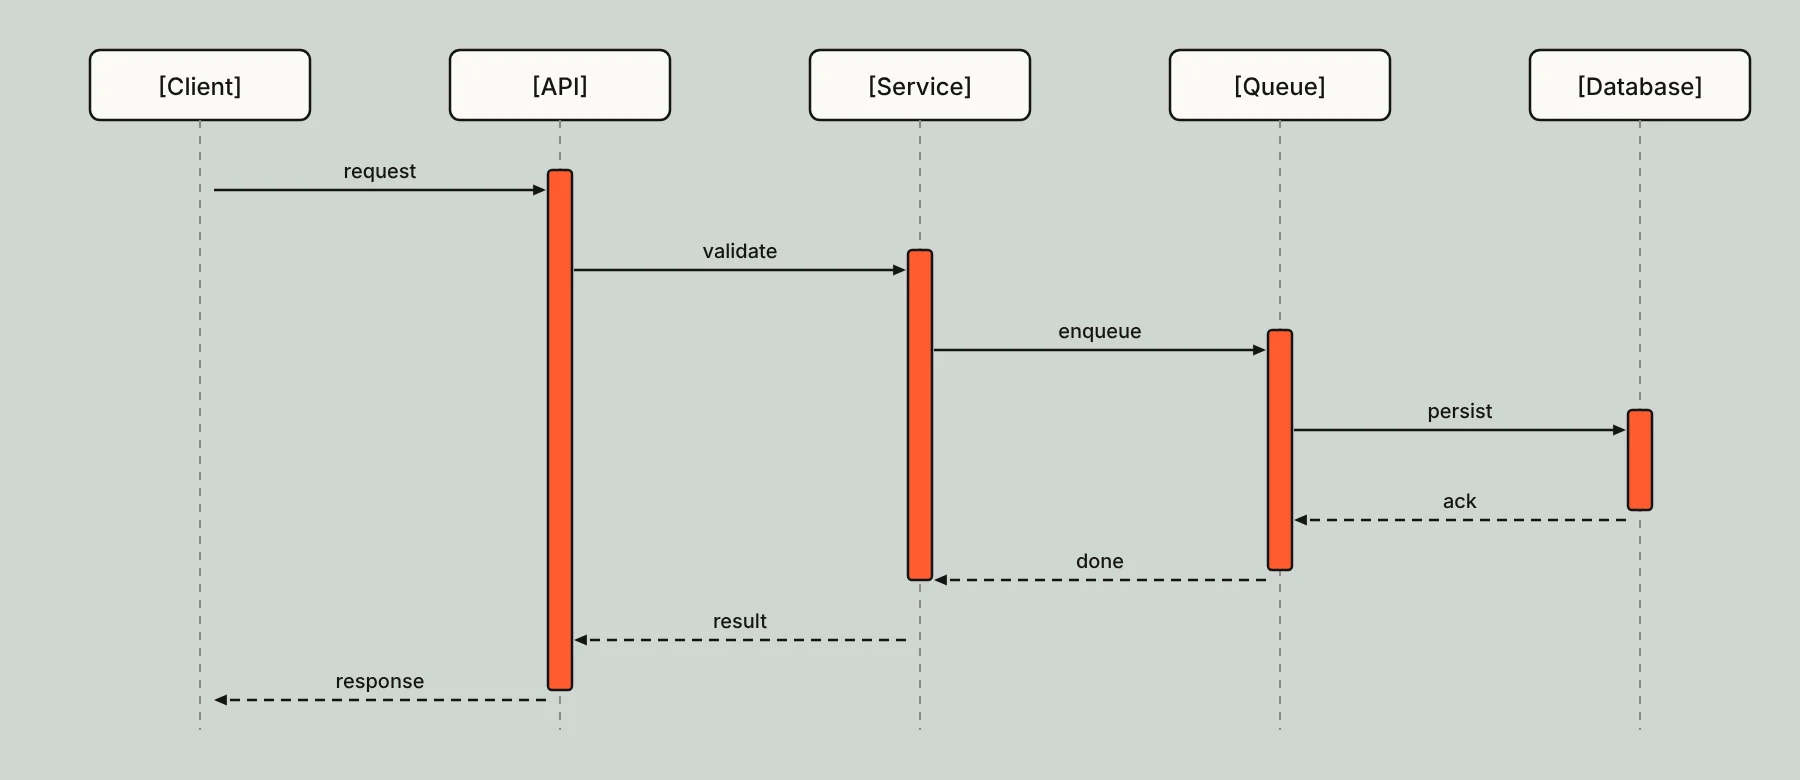 [Client]
[API]
[Service]
[Queue]
[Database]
request
validate
enqueue
persist
ack
done
result
response